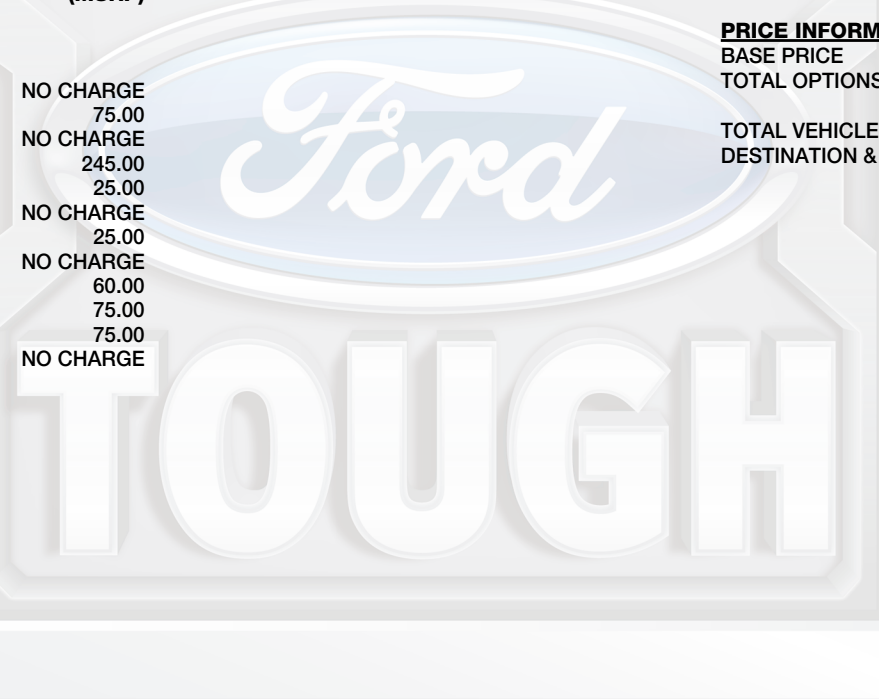 NO CHARGE
75.00
NO CHARGE
245.00
25.00
NO CHARGE
25.00
NO CHARGE
60.00
75.00
75.00
NO CHARGE
PRICE INFORM
BASE PRICE
TOTAL OPTIONS
TOTAL VEHICLE
DESTINATION &
Ford
TOUGH